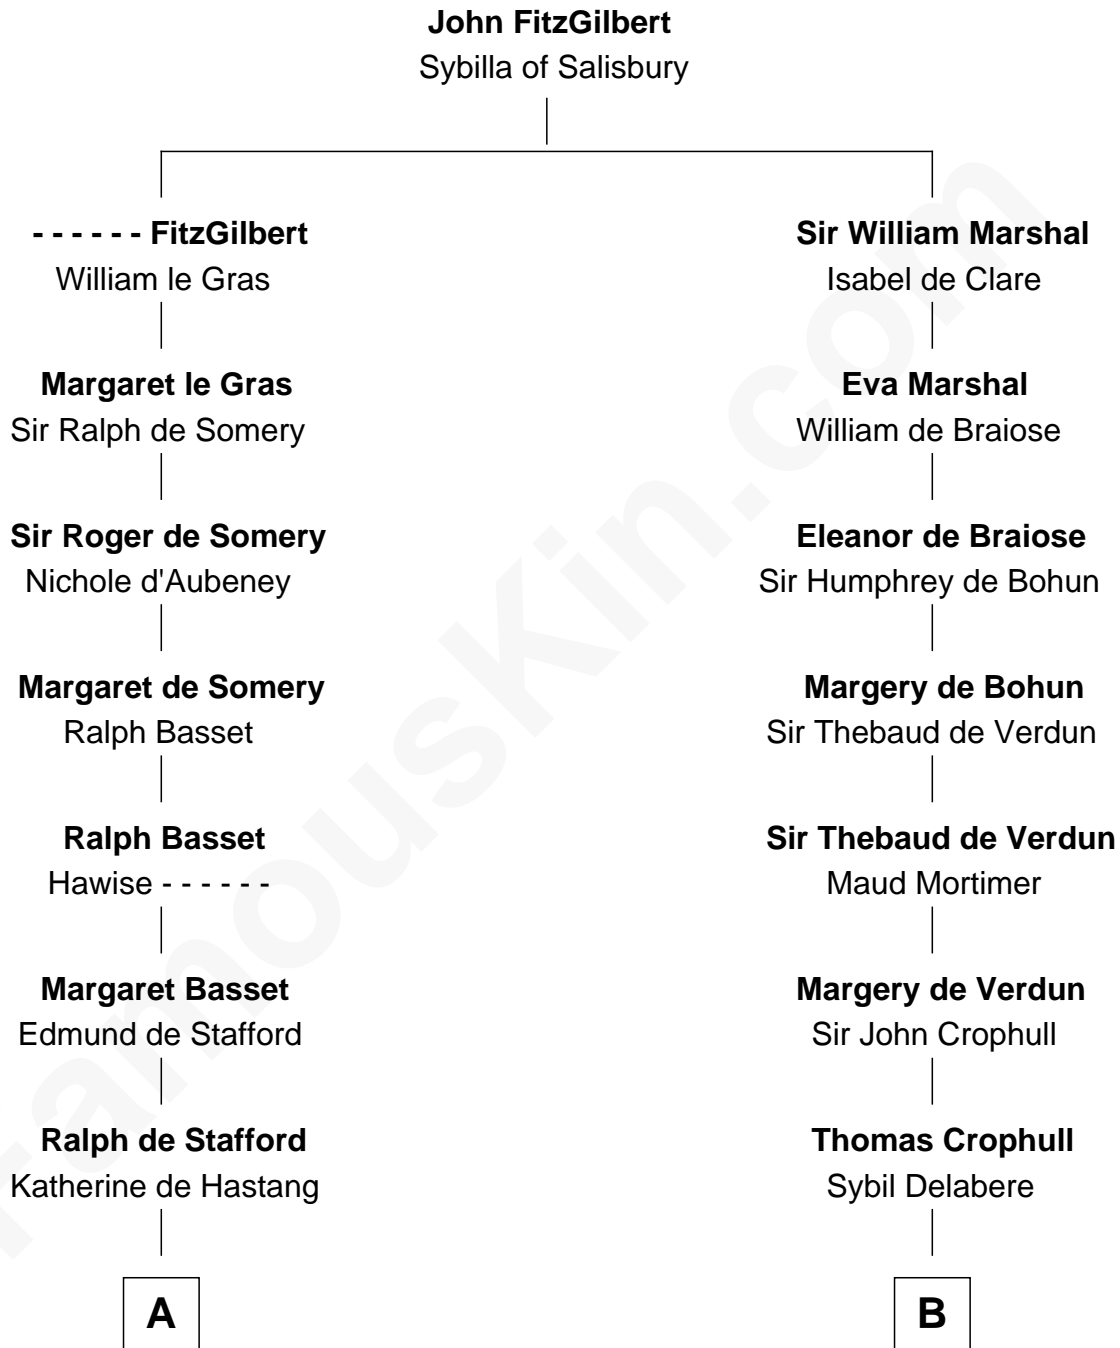 John FitzGilbert
Sybilla of Salisbury
- - - - - - FitzGilbert
William le Gras
Margaret le Gras
Sir Ralph de Somery
Sir Roger de Somery
Nichole d'Aubeney
Margaret de Somery
Ralph Basset
Ralph Basset
Hawise - - - - - -
Margaret Basset
Edmund de Stafford
Ralph de Stafford
Katherine de Hastang
A
Sir William Marshal
Isabel de Clare
Eva Marshal
William de Braiose
Eleanor de Braiose
Sir Humphrey de Bohun
Margery de Bohun
Sir Thebaud de Verdun
Sir Thebaud de Verdun
Maud Mortimer
Margery de Verdun
Sir John Crophull
Thomas Crophull
Sybil Delabere
B
FamousKin.com